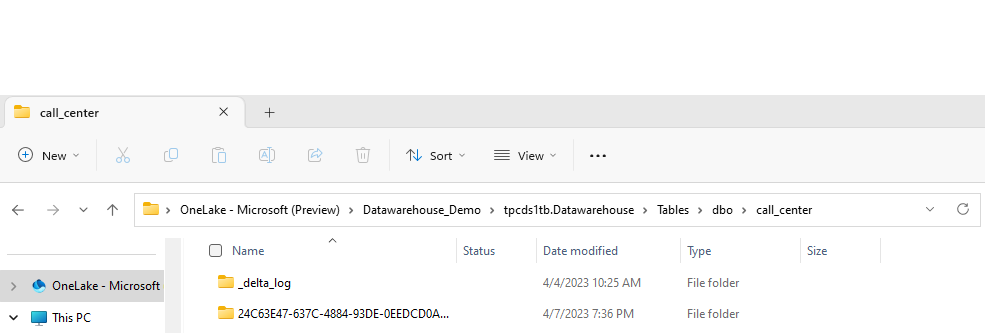 call_center
New
Sort
View
OneLake - Microsoft (Preview) > Datawarehouse_Demo > tpcds1tb.Datawarehouse > Tables > dbo > call_center
Name Status Date modified Type Size
OneLake - Microsoft
_delta_log 4/4/2023 10:25 AM File folder
This PC
24C63E47-637C-4884-93DE-0EEDCD0A... 4/7/2023 7:36 PM File folder